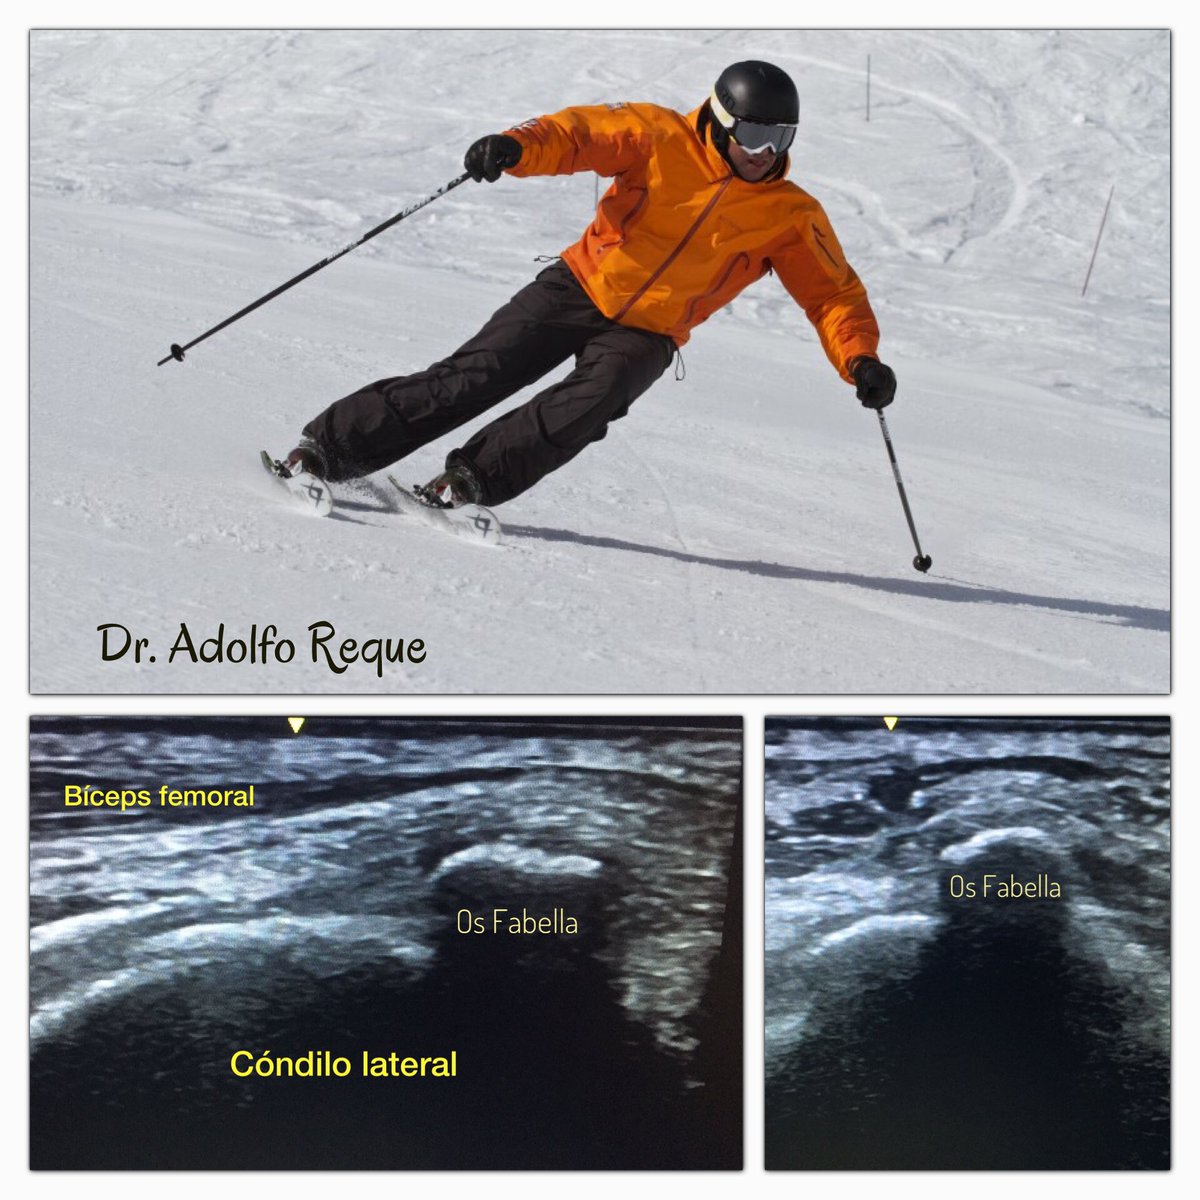 Dr. Adolfo Reque
Bíceps femoral
Os Fabella
Cóndilo lateral
Os Fabella